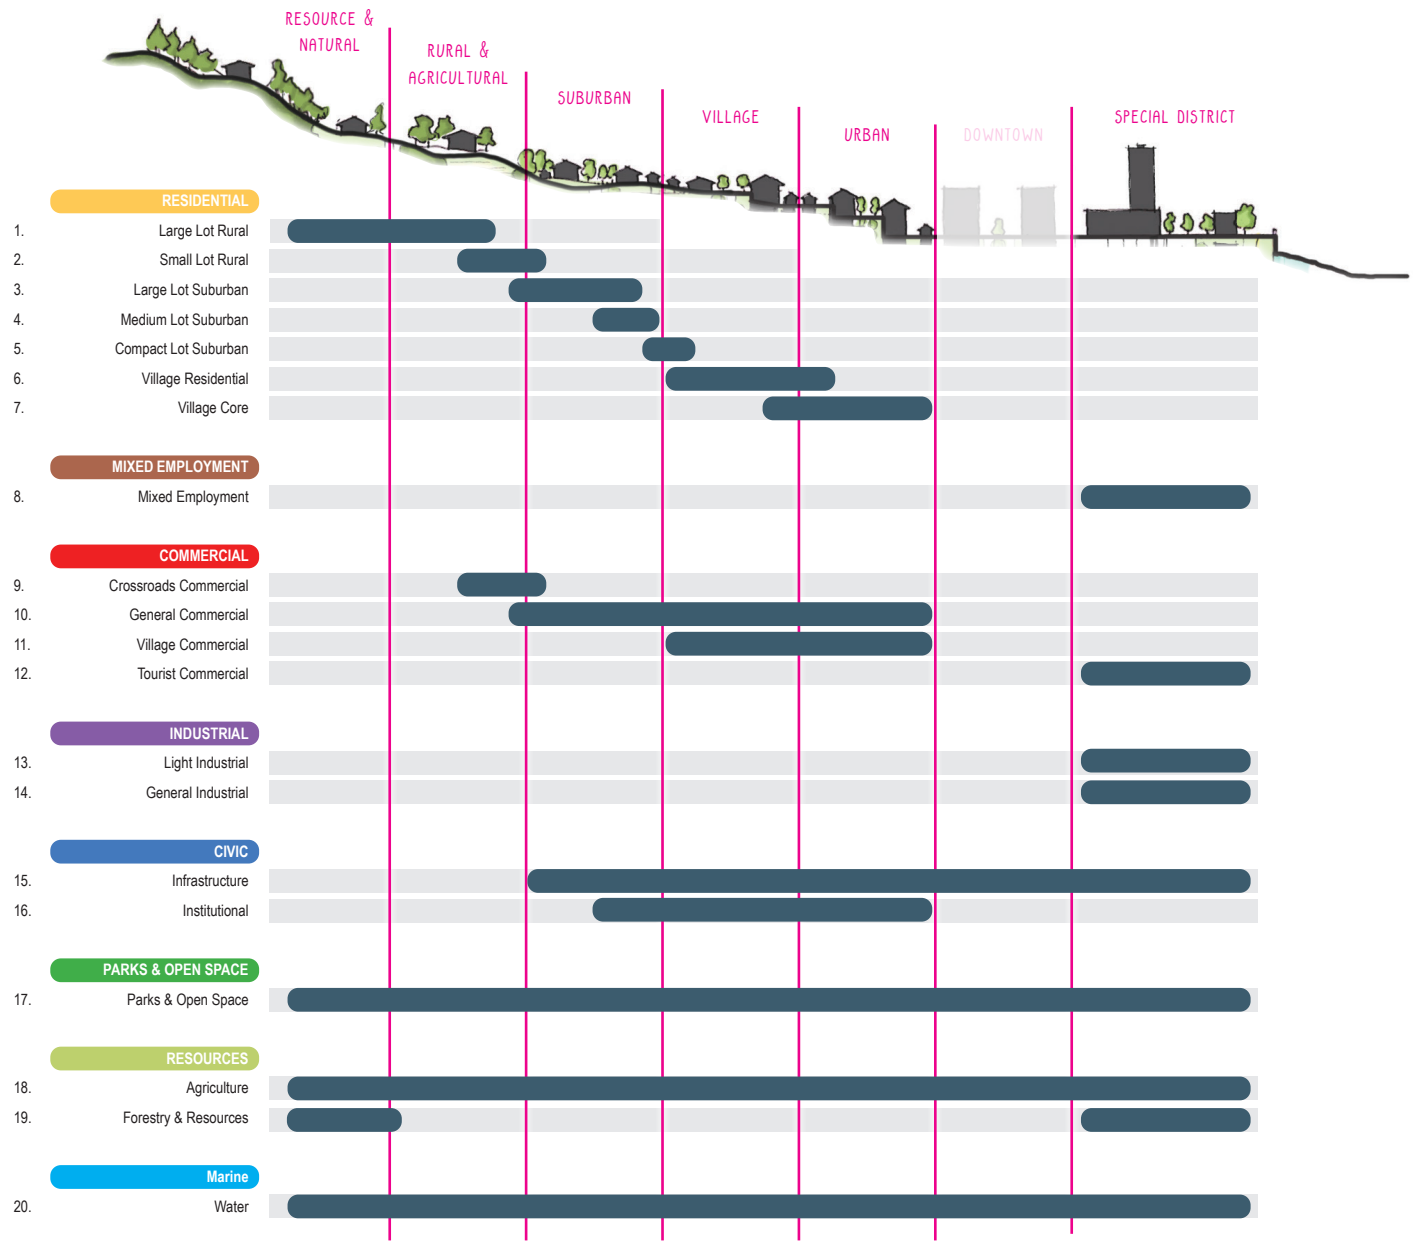 RESOURCE &
NATURAL
RURAL &
AGRICULTURAL
SUBURBAN
VILLAGE
URBAN
DOWNTOWN
SPECIAL DISTRICT
RESIDENTIAL
1. Large Lot Rural
2. Small Lot Rural
3. Large Lot Suburban
4. Medium Lot Suburban
5. Compact Lot Suburban
6. Village Residential
7. Village Core
MIXED EMPLOYMENT
8. Mixed Employment
COMMERCIAL
9. Crossroads Commercial
10. General Commercial
11. Village Commercial
12. Tourist Commercial
INDUSTRIAL
13. Light Industrial
14. General Industrial
CIVIC
15. Infrastructure
16. Institutional
PARKS & OPEN SPACE
17. Parks & Open Space
RESOURCES
18. Agriculture
19. Forestry & Resources
Marine
20. Water